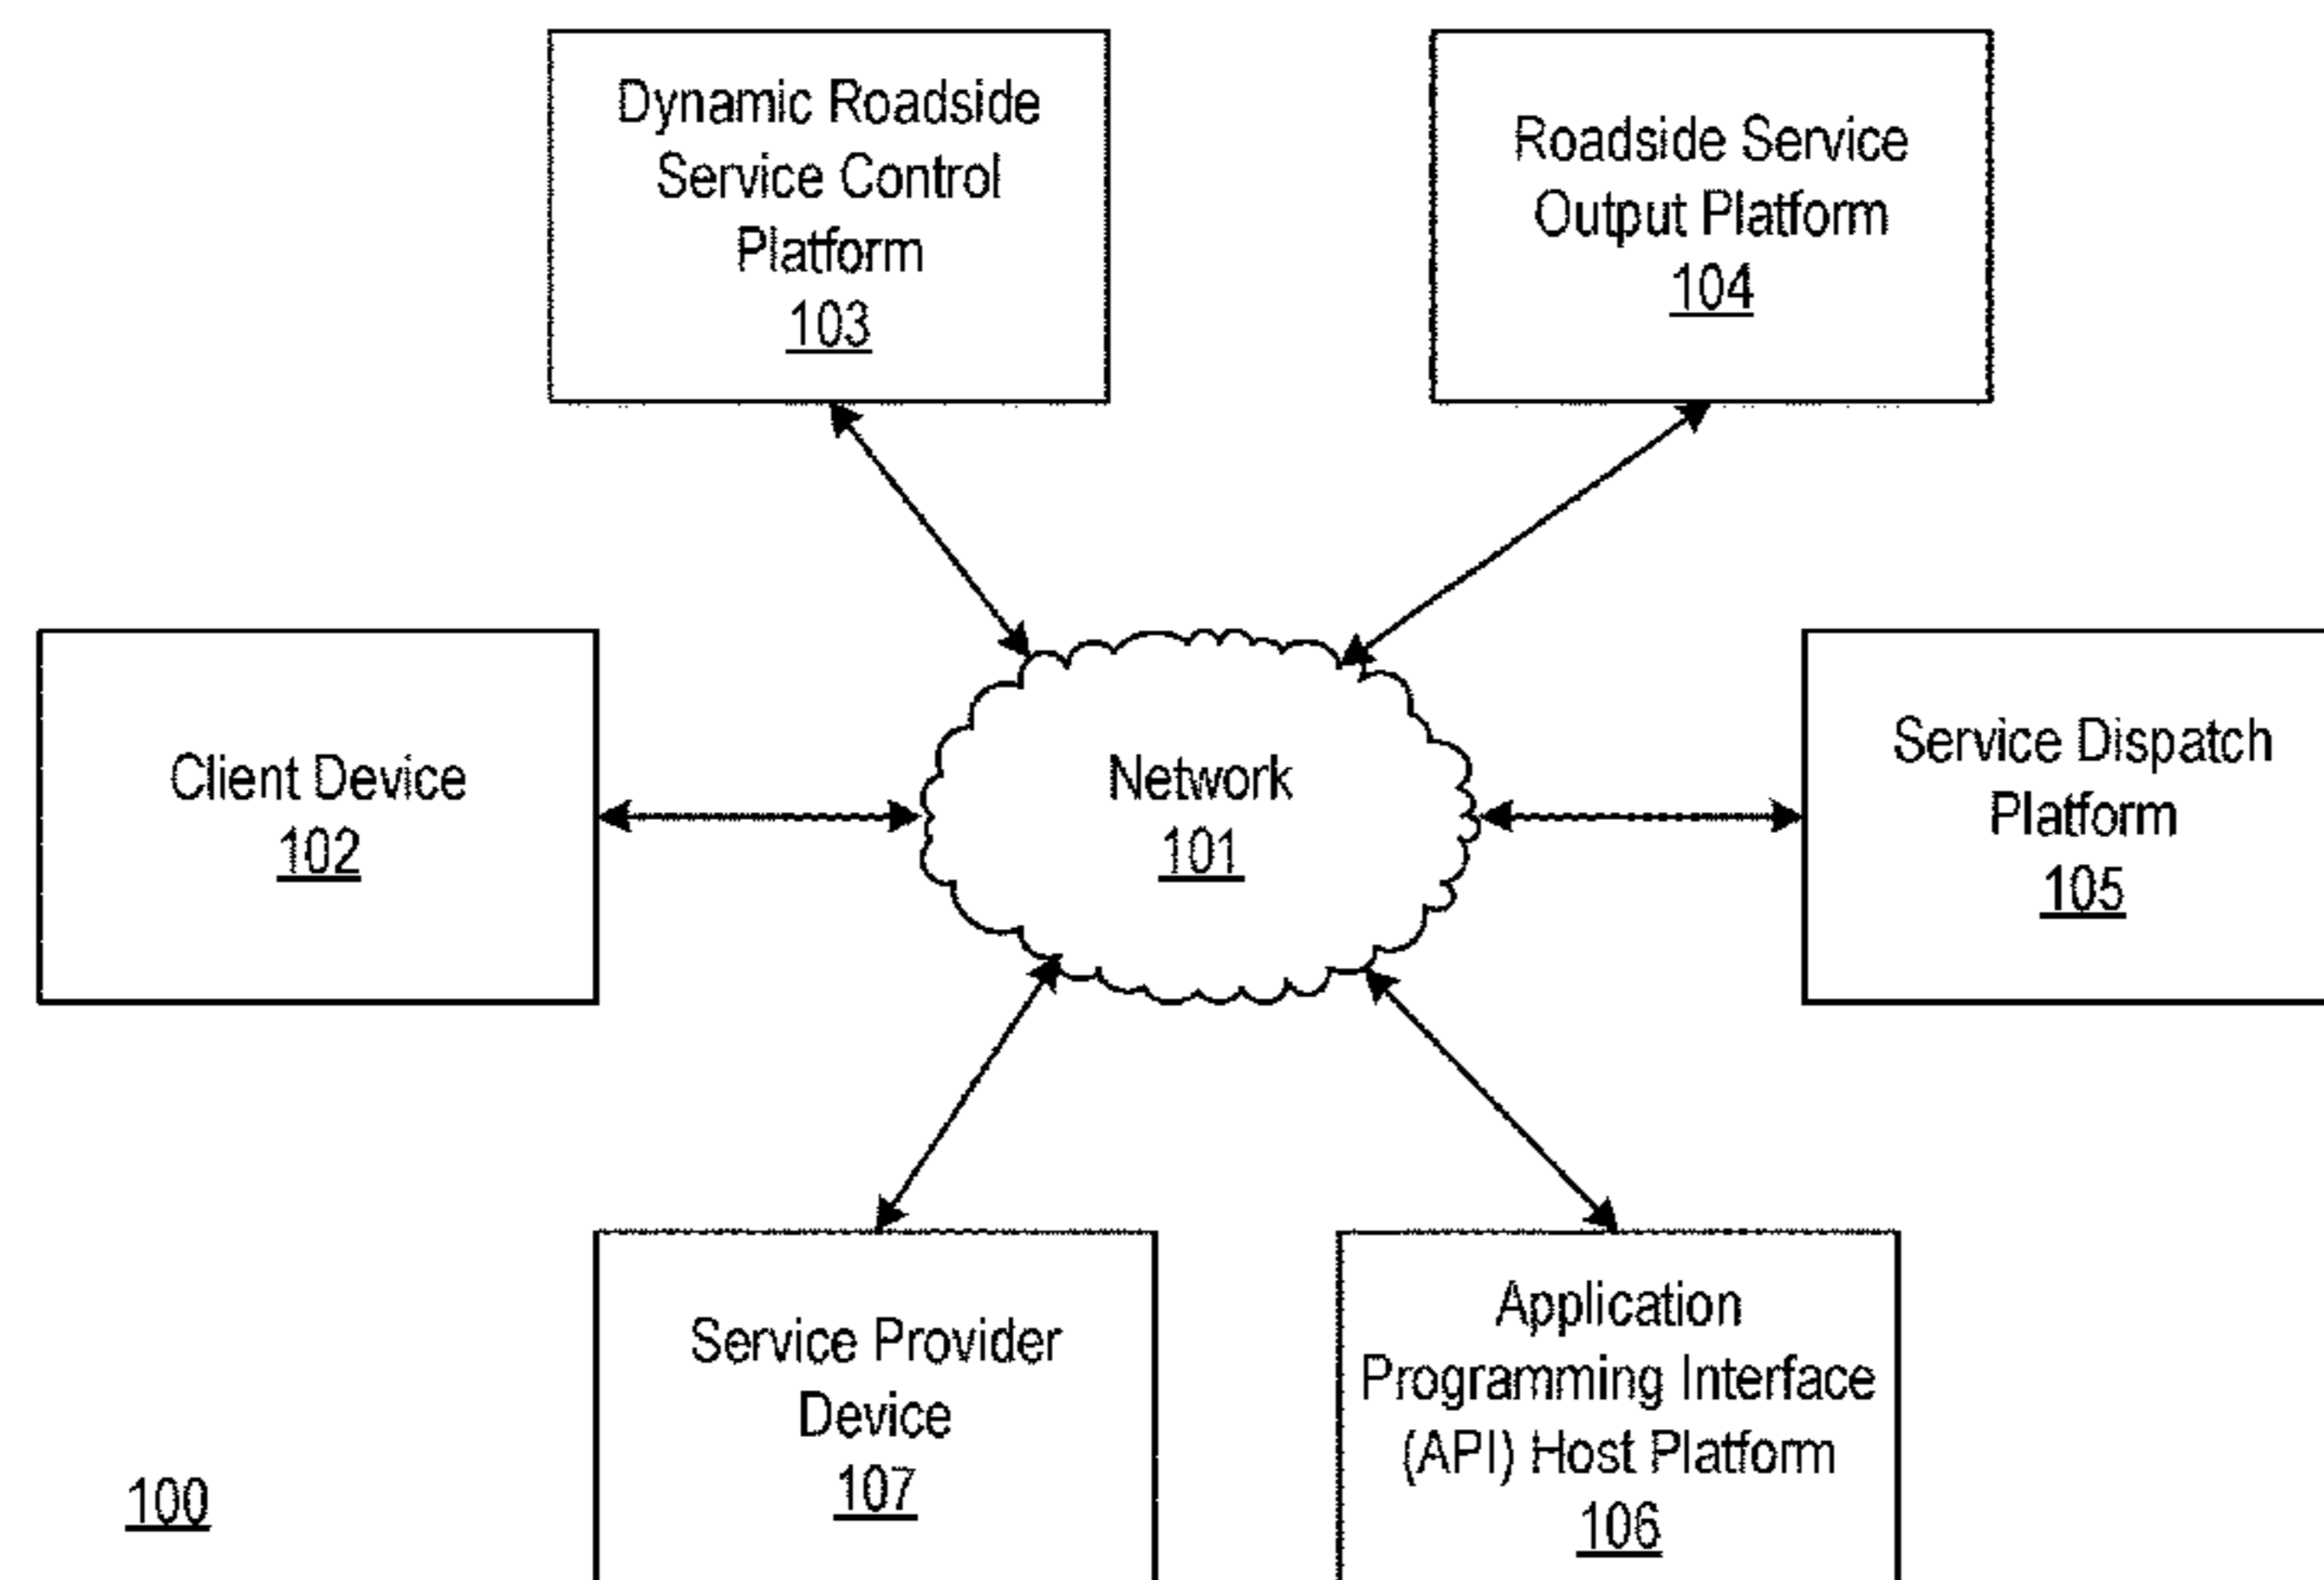 Dynamic Roadside
Service Control
Platform
103
Roadside Service
Output Platform
104
Client Device
102
Network
101
Service Dispatch
Platform
105
Service Provider
Device
107
Application
Programming Interface
(API) Host Platform
106
100